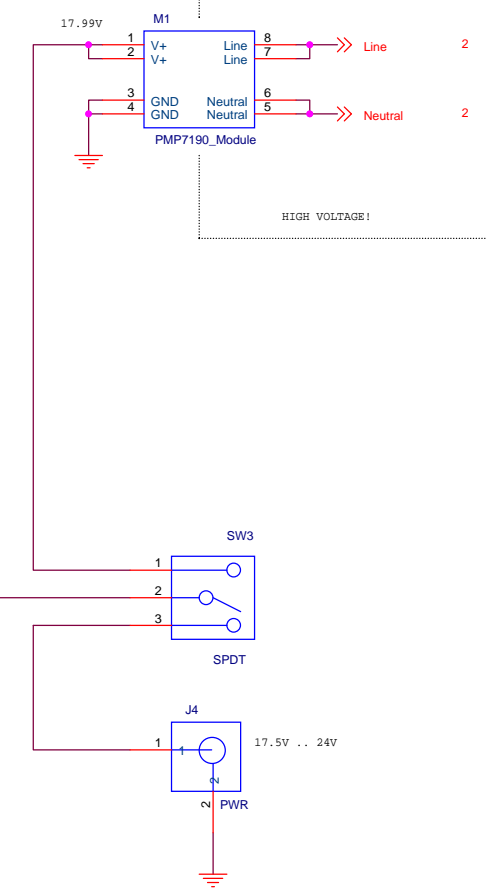 17.99V
M1
1 V+ Line 8
2 V+ Line 7
Line 2
3 GND Neutral 6
4 GND Neutral 5
Neutral 2
PMP7190_Module
HIGH VOLTAGE!
SW3
1
2
3
SPDT
J4
1 1
17.5V .. 24V
2
2 PWR